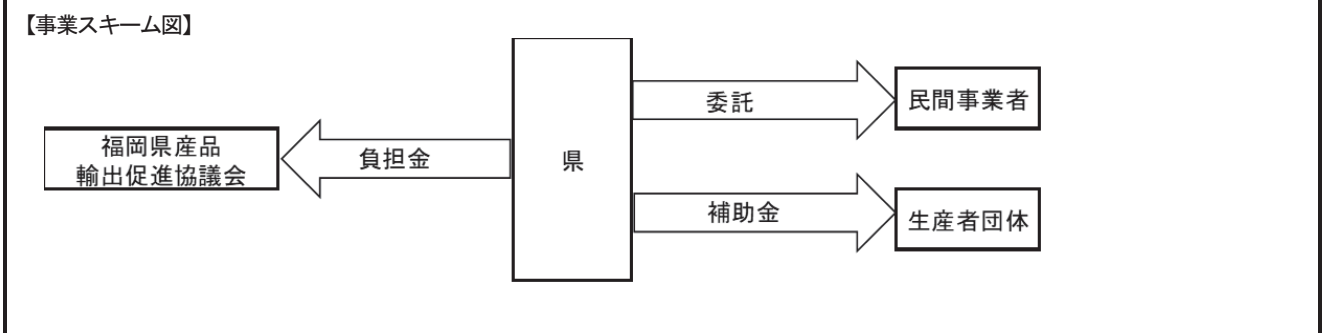 【事業スキーム図】
福岡県産品
輸出促進協議会
負担金
県
委託
民間事業者
補助金
生産者団体